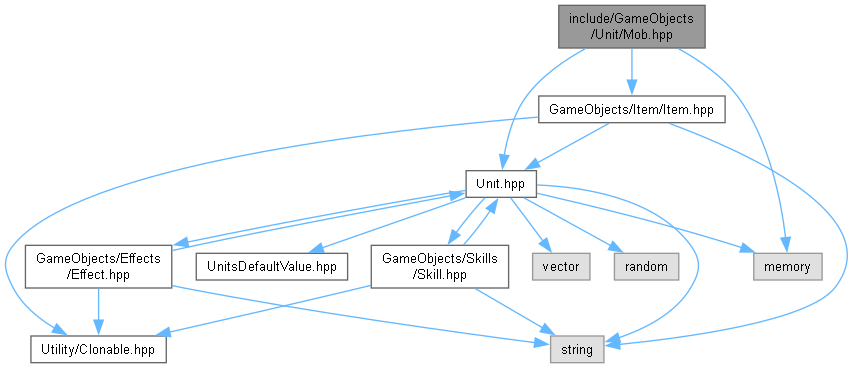 include/GameObjects
/Unit/Mob.hpp
GameObjects/Item/Item.hpp
Unit.hpp
GameObjects/Effects
/Effect.hpp
UnitsDefaultValue.hpp
GameObjects/Skills
/Skill.hpp
vector
random
memory
Utility/Clonable.hpp
string